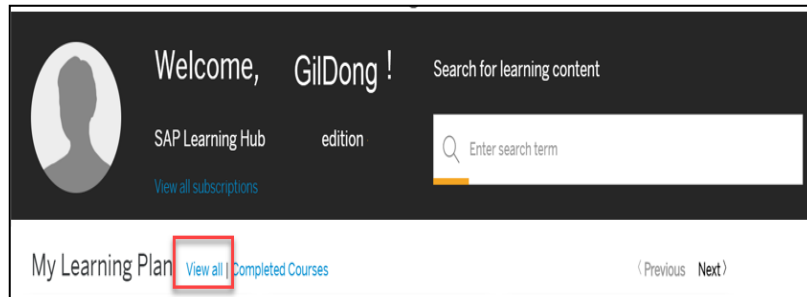 Welcome, GilDong !
Search for learning content
SAP Learning Hub edition
Enter search term
View all subscriptions
My Learning Plan View all | Completed Courses
〈 Previous Next 〉